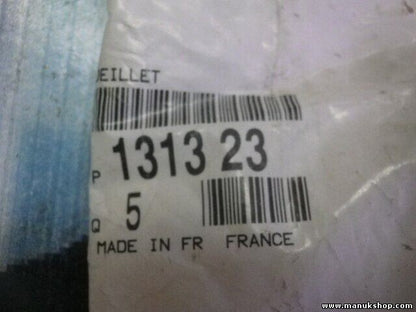 EILLET
P 1313 23
Q 5
MADE IN FR FRANCE
www.manukshop.com